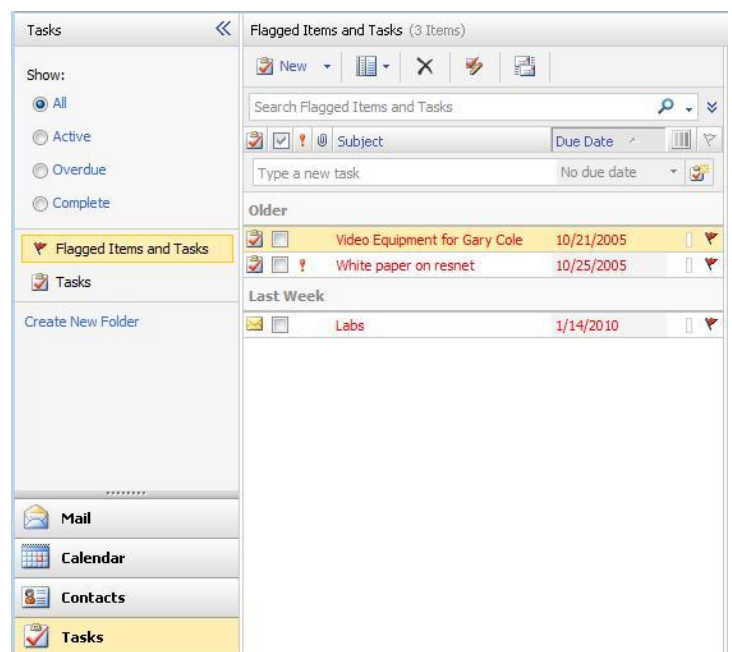 Tasks
Flagged Items and Tasks (3 Items)
Show:
All
Active
Overdue
Complete
Flagged Items and Tasks
Tasks
Create New Folder
Mail
Calendar
Contacts
Tasks
New
Search Flagged Items and Tasks
Subject Due Date
Type a new task No due date
Older
Video Equipment for Gary Cole 10/21/2005
White paper on resnet 10/25/2005
Last Week
Labs 1/14/2010